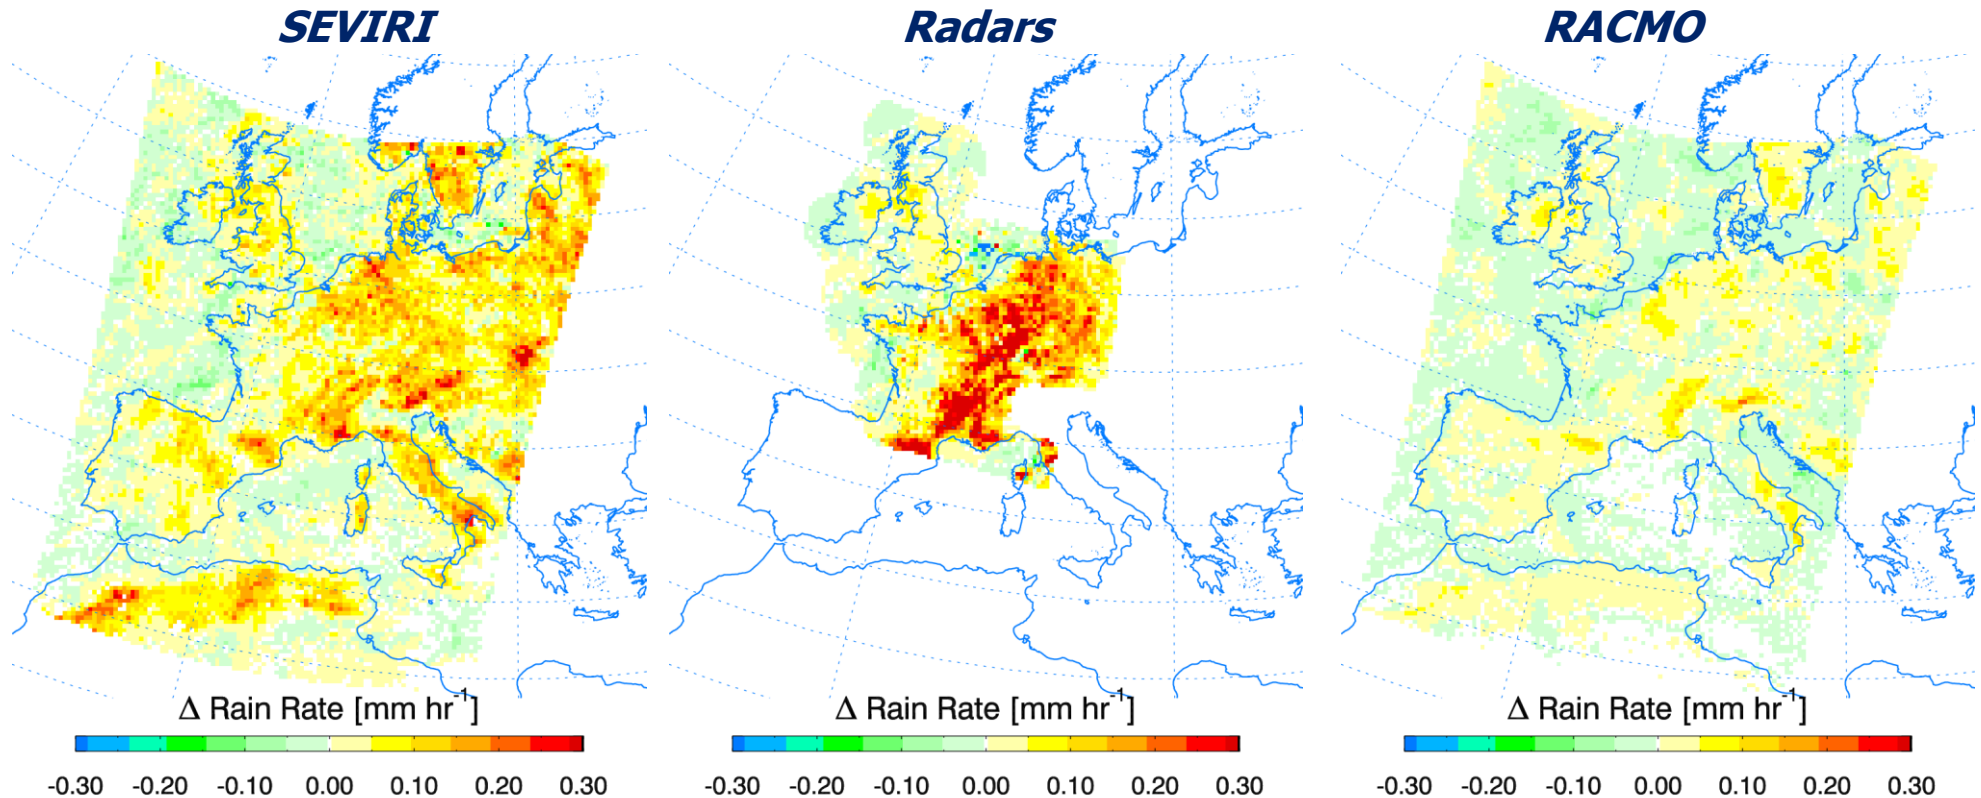 SEVIRI Radars RACMO
Δ Rain Rate [mm hr⁻¹] Δ Rain Rate [mm hr⁻¹] Δ Rain Rate [mm hr⁻¹]
-0.30 -0.20 -0.10 0.00 0.10 0.20 0.30 -0.30 -0.20 -0.10 0.00 0.10 0.20 0.30 -0.30 -0.20 -0.10 0.00 0.10 0.20 0.30